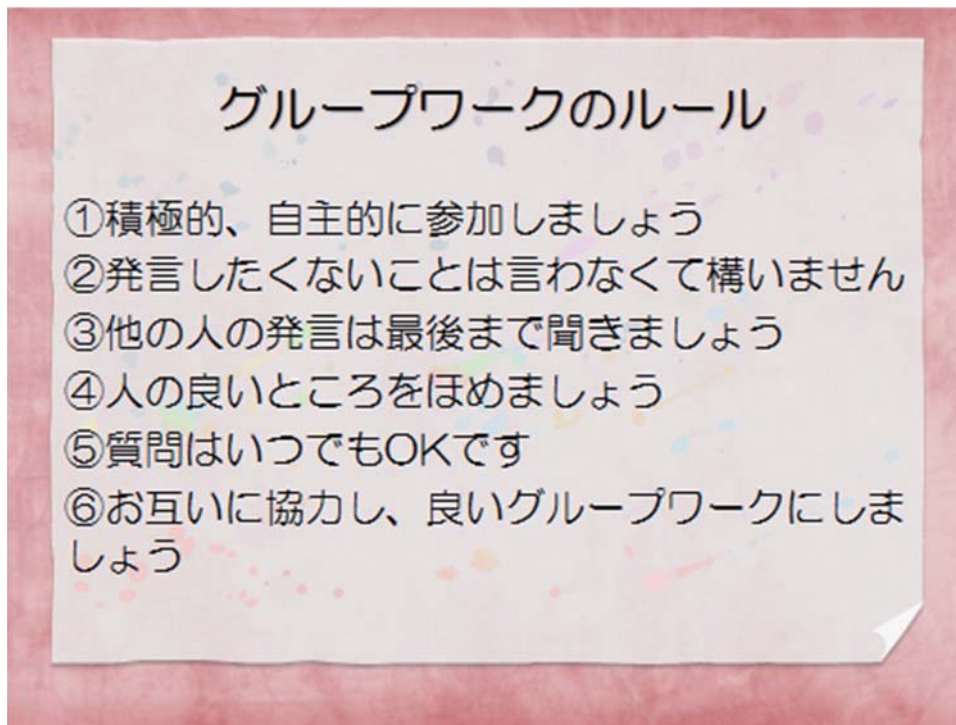 グループワークのルール
①積極的、自主的に参加しましょう
②発言したくないことは言わなくて構いません
③他の人の発言は最後まで聞きましょう
④人の良いところをほめましょう
⑤質問はいつでもOKです
⑥お互いに協力し、良いグループワークにしま
しょう